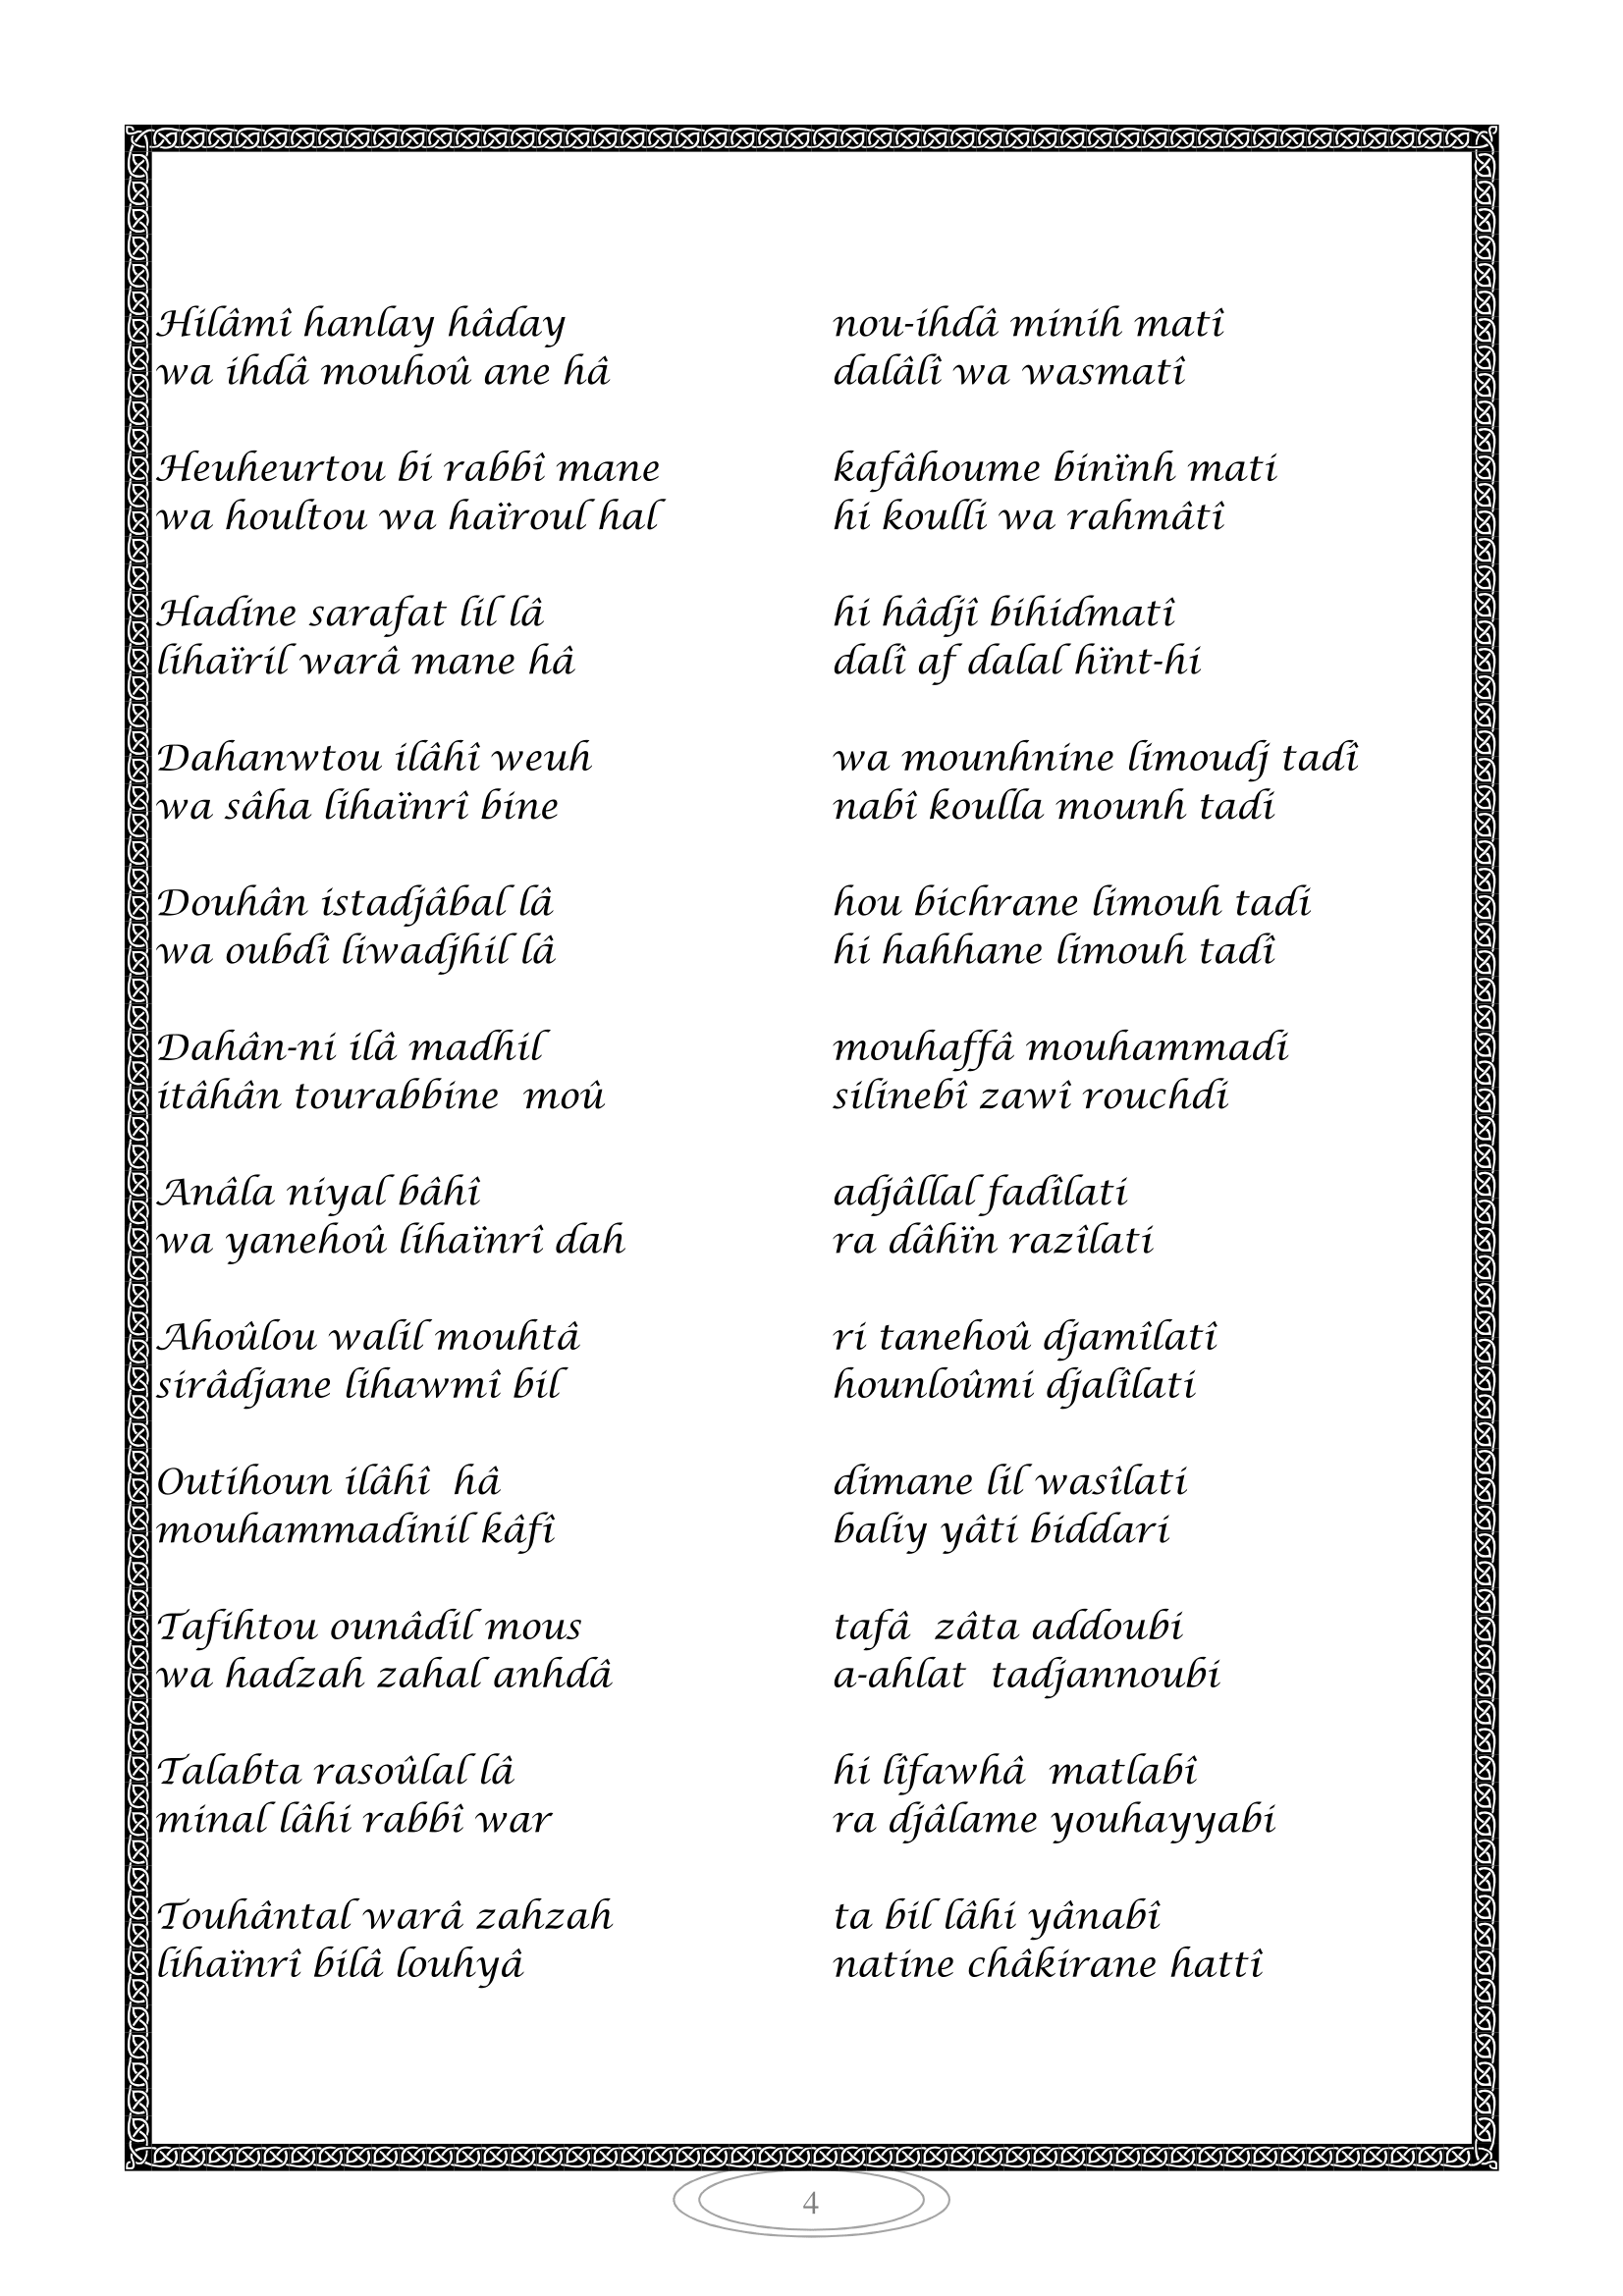 Hilâmî hanlay hâday nou-ihdâ minih matî
wa ihdâ mouhoû ane hâ dalâlî wa wasmatî
Heuheurtou bi rabbî mane kafâhoume binïnh mati
wa houltou wa haïroul hal hi koulli wa rahmâtî
Hadine sarafat lil lâ hi hâdjî bihidmatî
lihaïril warâ mane hâ dalî af dalal hïnt-hi
Dahanwtou ilâhî weuh wa mounhnine limoudj tadî
wa sâha lihaïnrî bine nabî koulla mounh tadi
Douhân istadjâbal lâ hou bichrane limouh tadi
wa oubdî liwadjhil lâ hi hahhane limouh tadî
Dahân-ni ilâ madhil mouhaffâ mouhammadi
itâhân tourabbine  moû silinebî zawî rouchdi
Anâla niyal bâhî adjâllal fadîlati
wa yanehoû lihaïnrî dah ra dâhïn razîlati
Ahoûlou walil mouhtâ ri tanehoû djamîlatî
sirâdjane lihawmî bil hounloûmi djalîlati
Outihoun ilâhî  hâ dimane lil wasîlati
mouhammadinil kâfî baliy yâti biddari
Tafihtou ounâdil mous tafâ  zâta addoubi
wa hadzah zahal anhdâ a-ahlat  tadjannoubi
Talabta rasoûlal lâ hi lîfawhâ  matlabî
minal lâhi rabbî war ra djâlame youhayyabi
Touhântal warâ zahzah ta bil lâhi yânabî
lihaïnrî bilâ louhyâ natine châkirane hattî
4